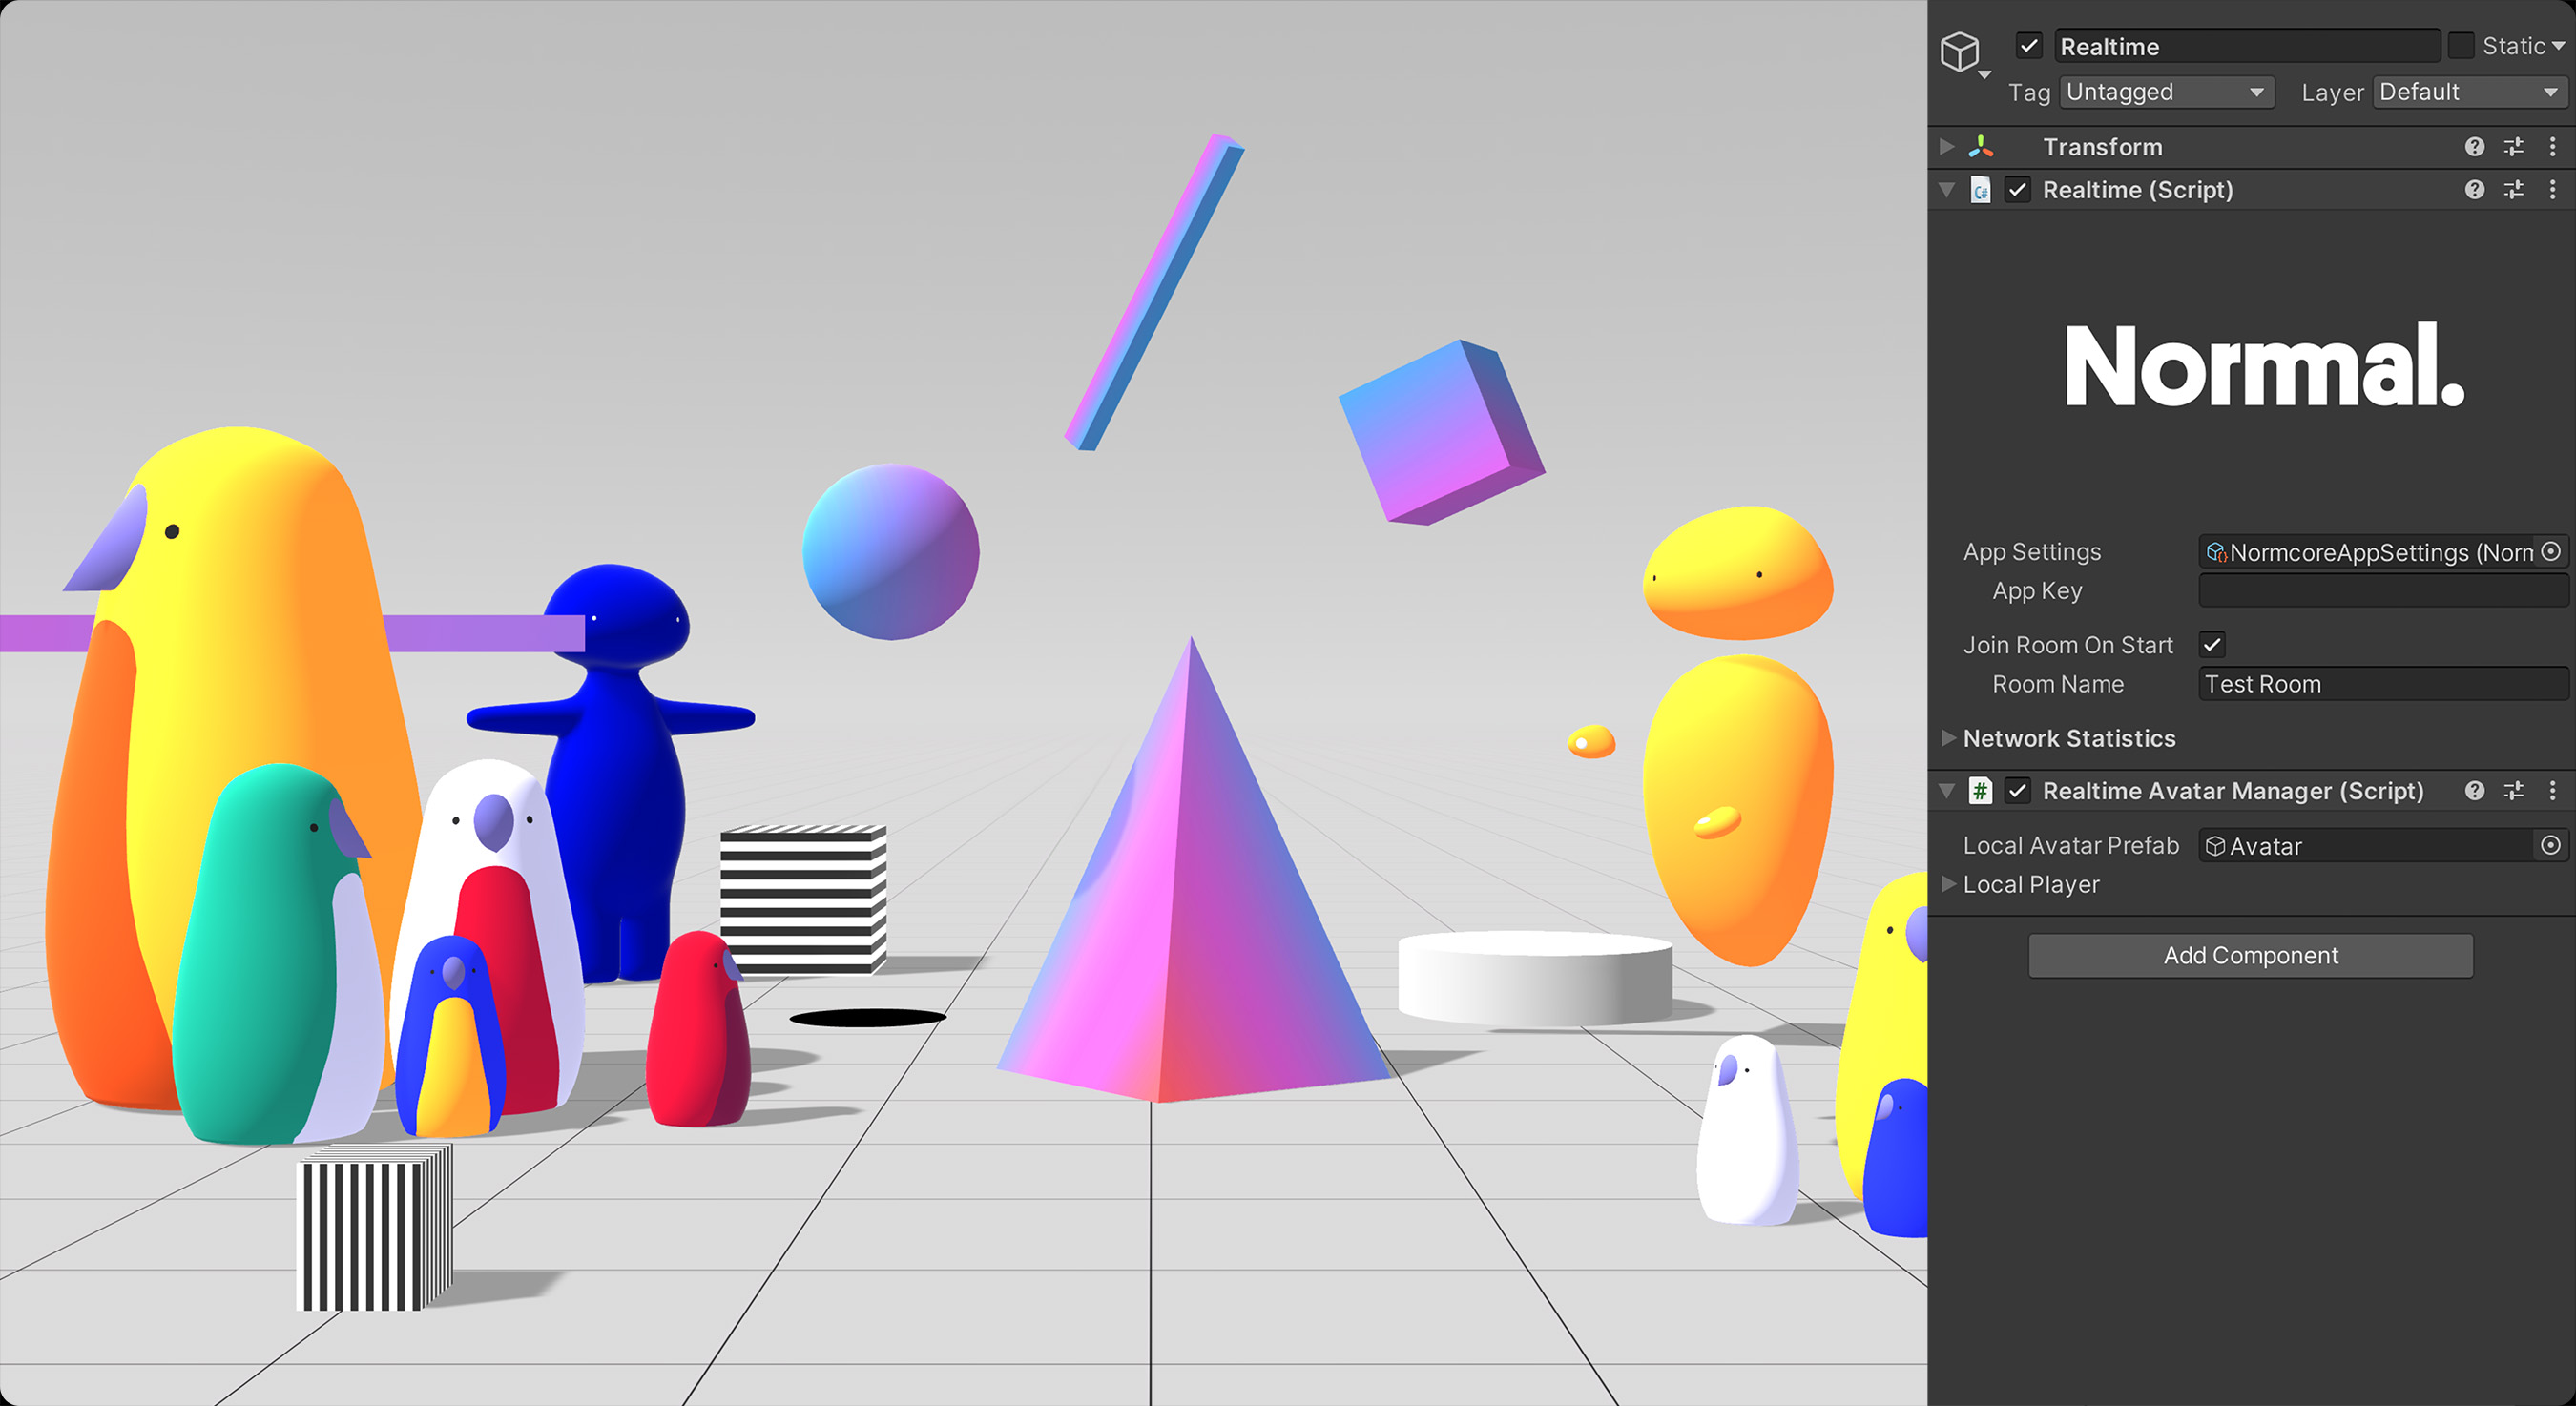 Realtime
Static
Tag Untagged Layer Default
Transform
Realtime (Script)
Normal.
App Settings NormcoreAppSettings (Norm
App Key
Join Room On Start
Room Name Test Room
Network Statistics
# Realtime Avatar Manager (Script)
Local Avatar Prefab Avatar
Local Player
Add Component